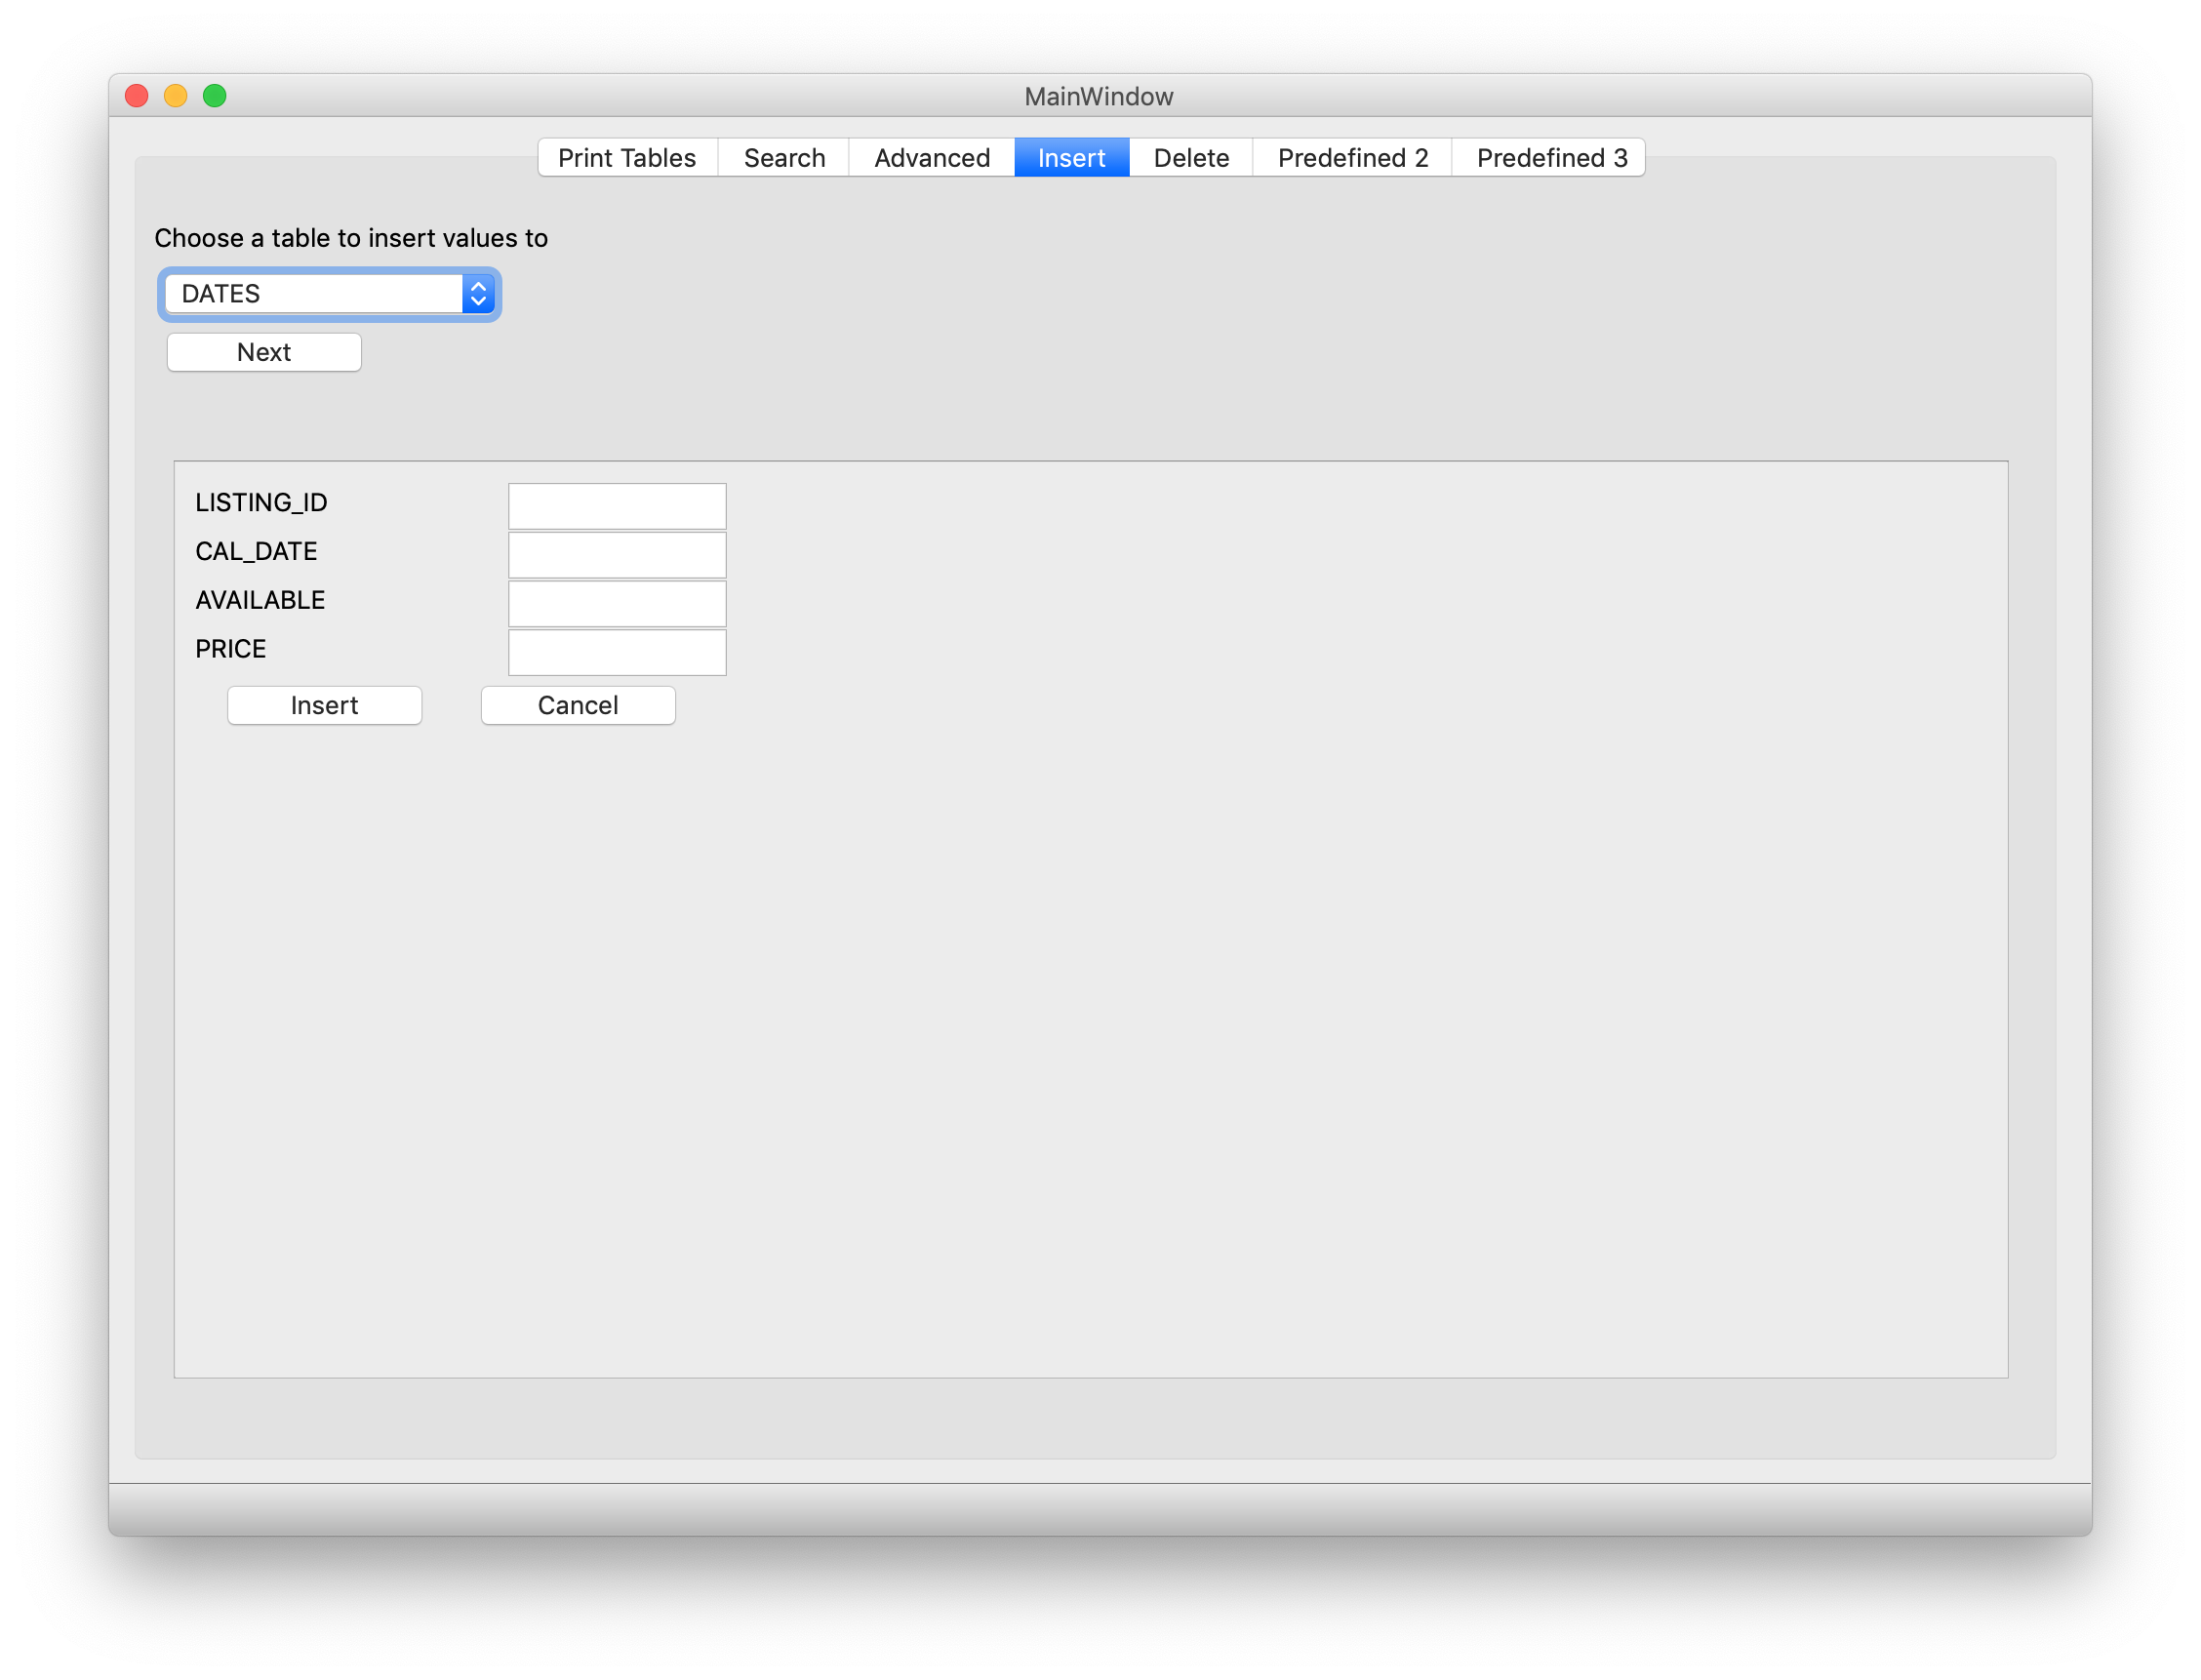 MainWindow
Print Tables Search Advanced Insert Delete Predefined 2 Predefined 3
Choose a table to insert values to
DATES
Next
LISTING_ID
CAL_DATE
AVAILABLE
PRICE
Insert Cancel